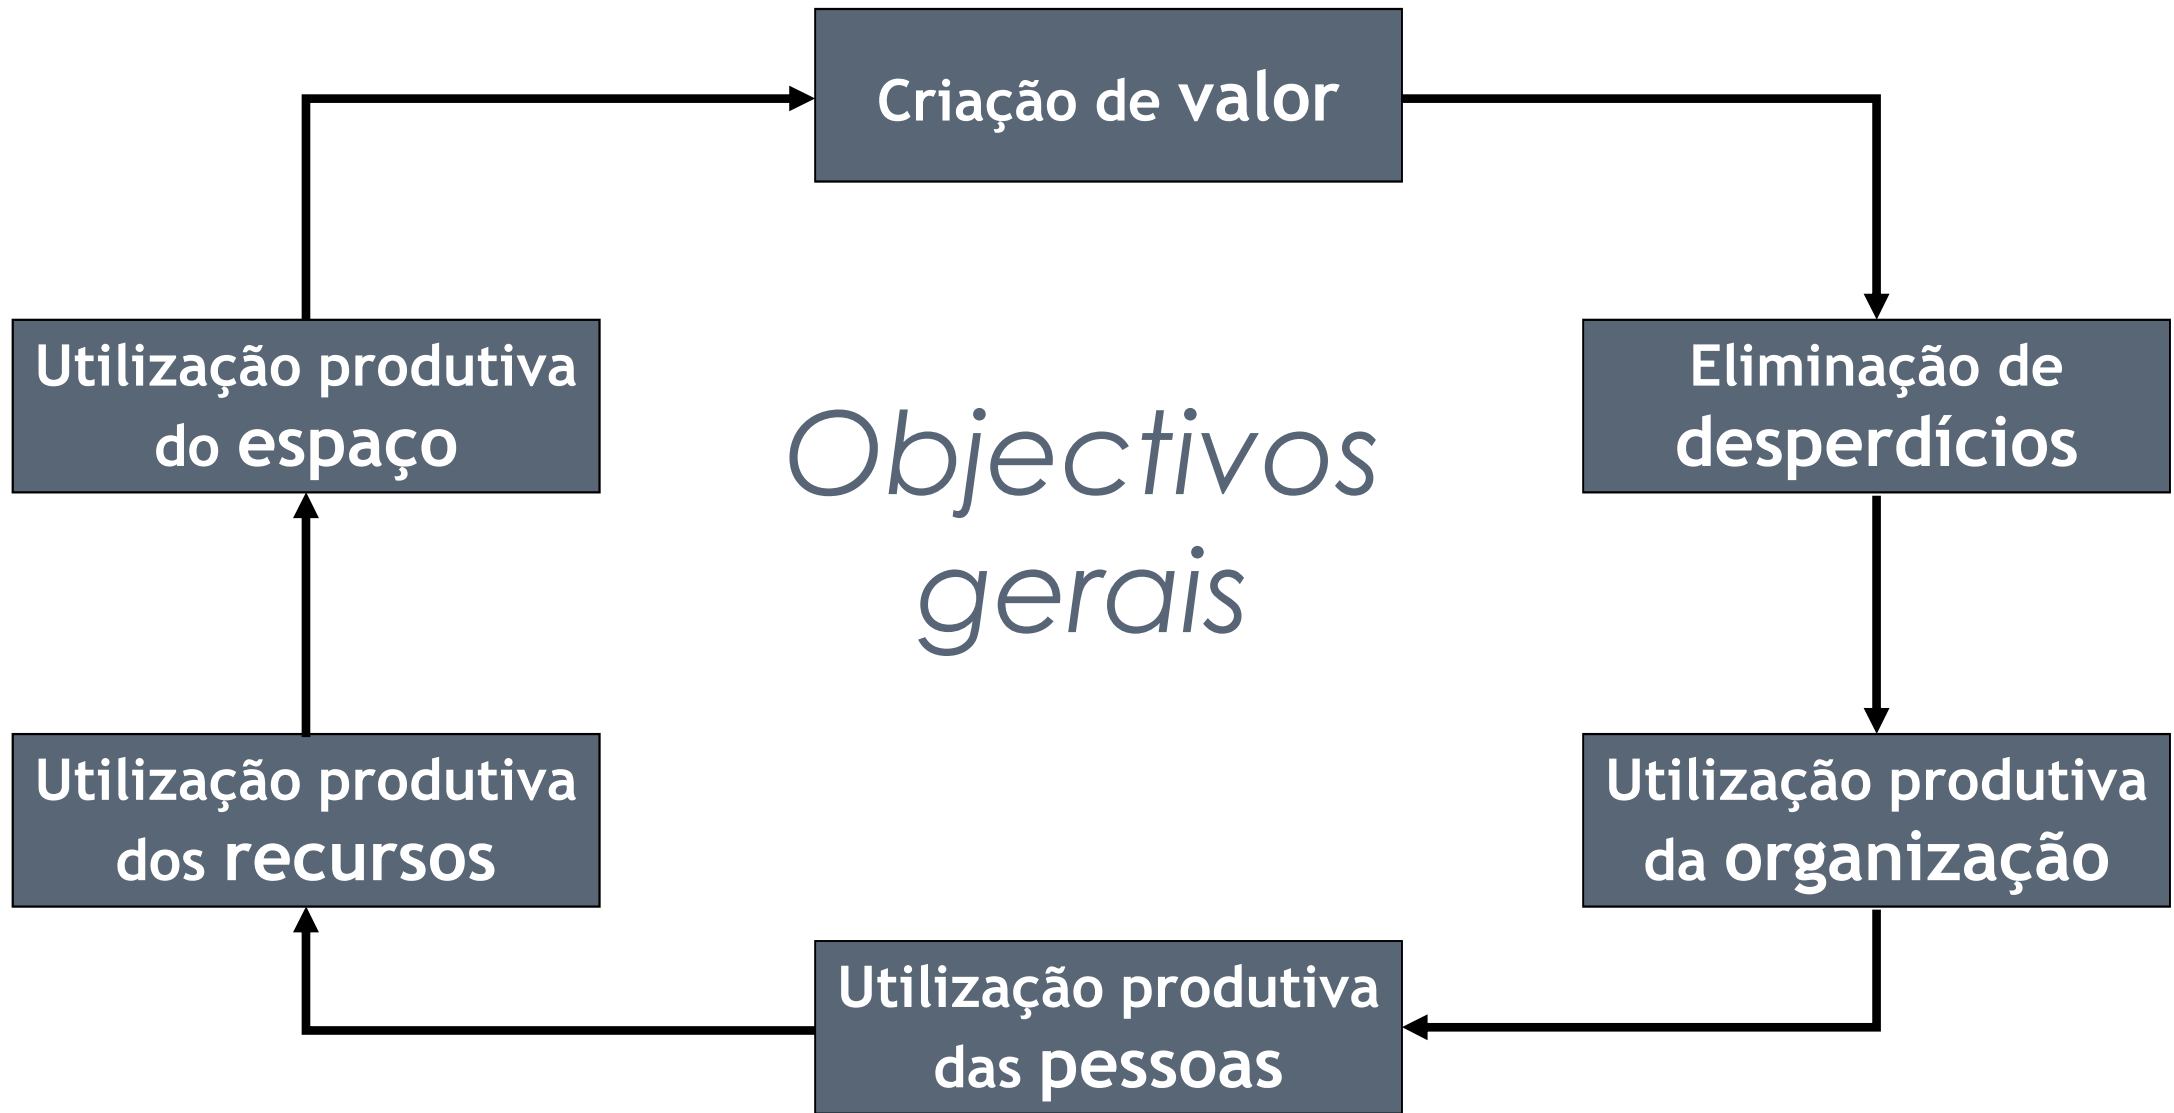 Criação de valor
Utilização produtiva
do espaço
Eliminação de
desperdícios
Objectivos
gerais
Utilização produtiva
dos recursos
Utilização produtiva
da organização
Utilização produtiva
das pessoas